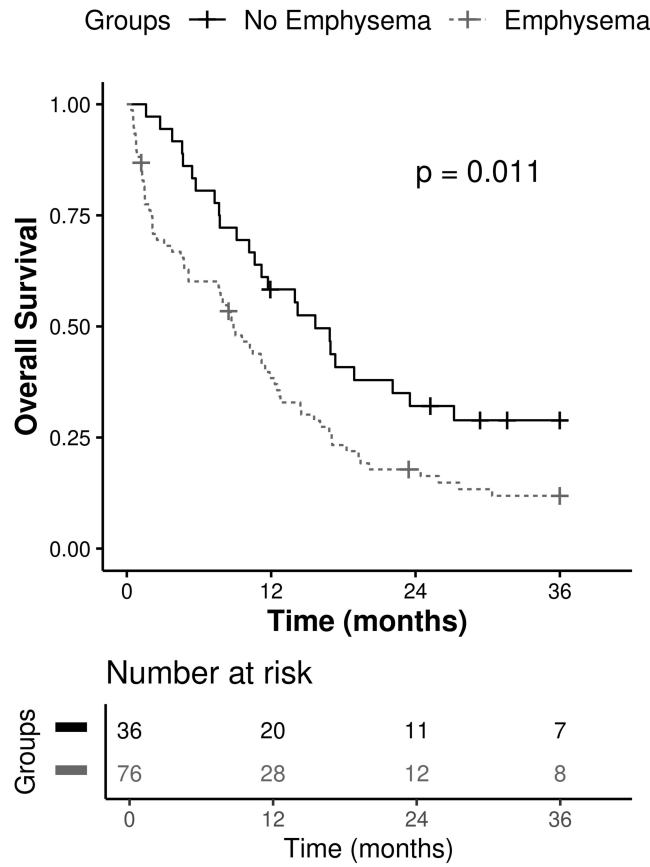 Groups No Emphysema Emphysema
1.00
0.75
0.50
0.25
0.00
Overall Survival
p = 0.011
0 12 24 36
Time (months)
Number at risk
Groups
36 20 11 7
76 28 12 8
0 12 24 36
Time (months)